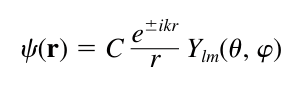 ψ(r) = C e^{±ikr}/r Y_{lm}(θ, φ)